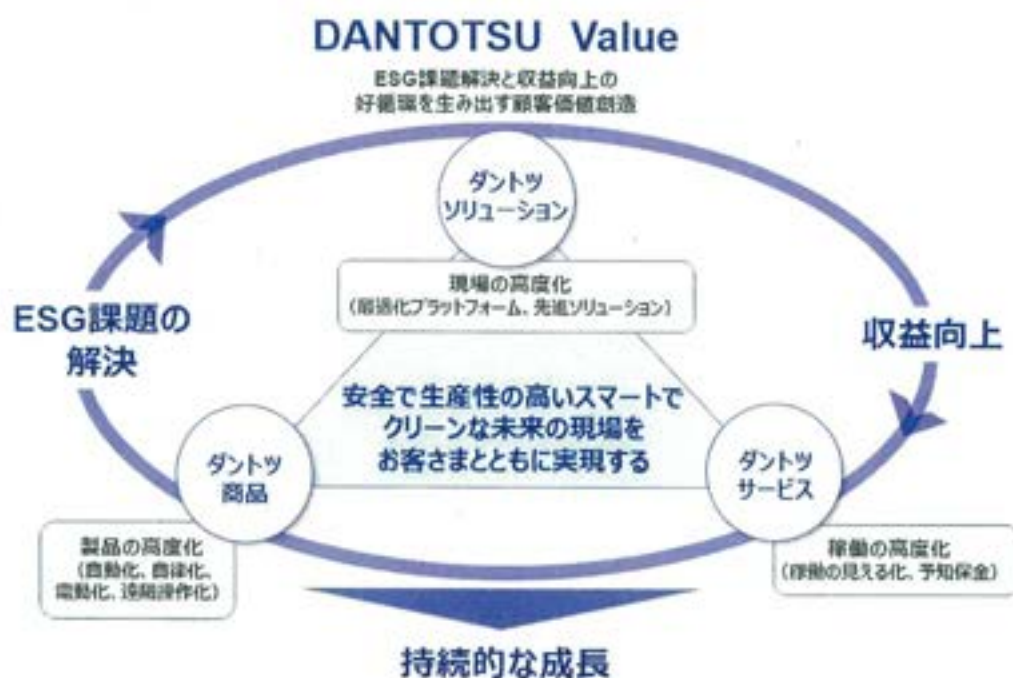 DANTOTSU Value
ESG課題解決と収益向上の
好循環を生み出す顧客価値創造
ダントツ
ソリューション
現場の高度化
(最適化プラットフォーム、先進ソリューション)
ESG課題の
解決
収益向上
安全で生産性の高いスマートで
クリーンな未来の現場を
お客さまとともに実現する
ダントツ
商品
ダントツ
サービス
製品の高度化
(自動化、自律化、
電動化、遠隔操作化)
稼働の高度化
(稼働の見える化、予知保全)
持続的な成長